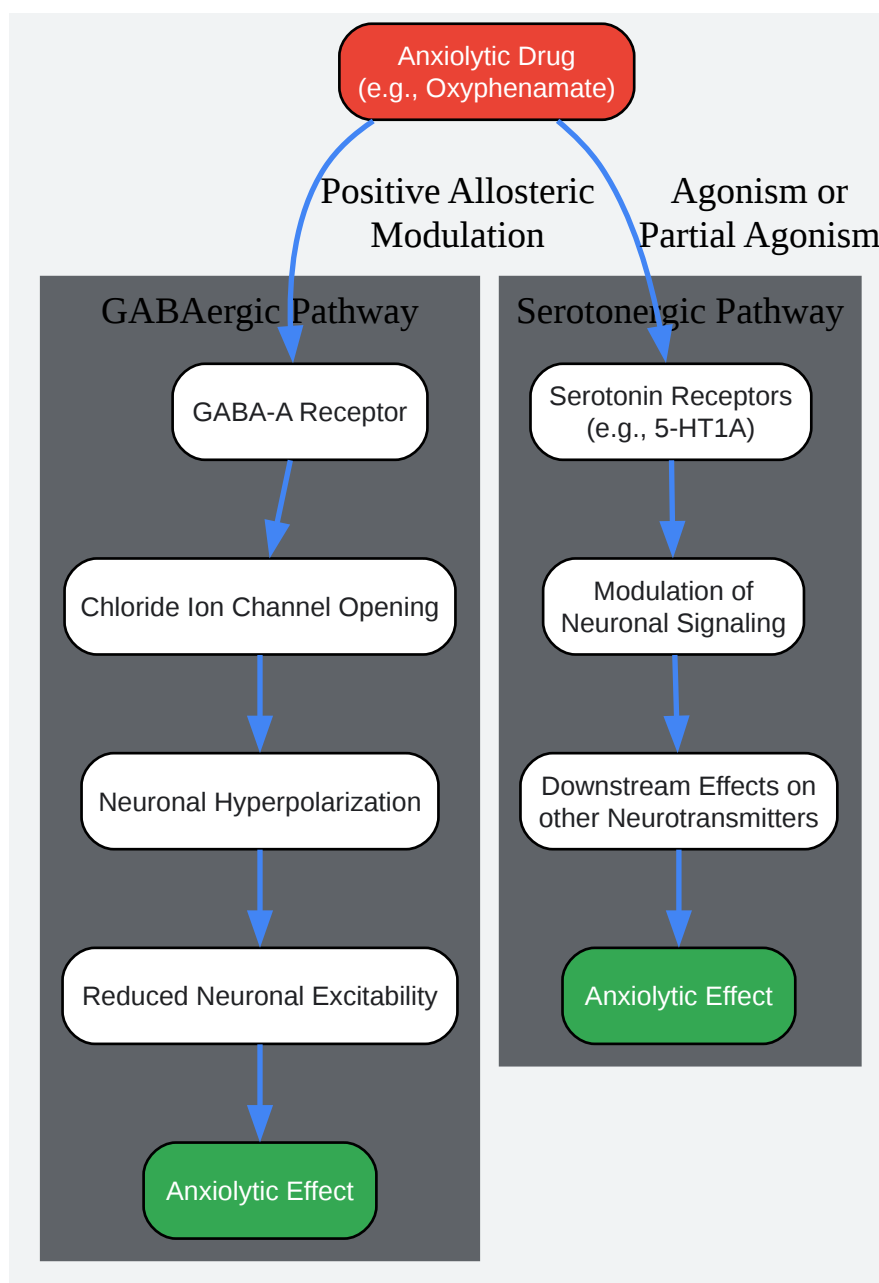 Anxiolytic Drug
(e.g., Oxyphenamate)
Positive Allosteric
Modulation
Agonism or
Partial Agonism
GABAergic Pathway
GABA-A Receptor
Chloride Ion Channel Opening
Neuronal Hyperpolarization
Reduced Neuronal Excitability
Anxiolytic Effect
Serotonergic Pathway
Serotonin Receptors
(e.g., 5-HT1A)
Modulation of
Neuronal Signaling
Downstream Effects on
other Neurotransmitters
Anxiolytic Effect